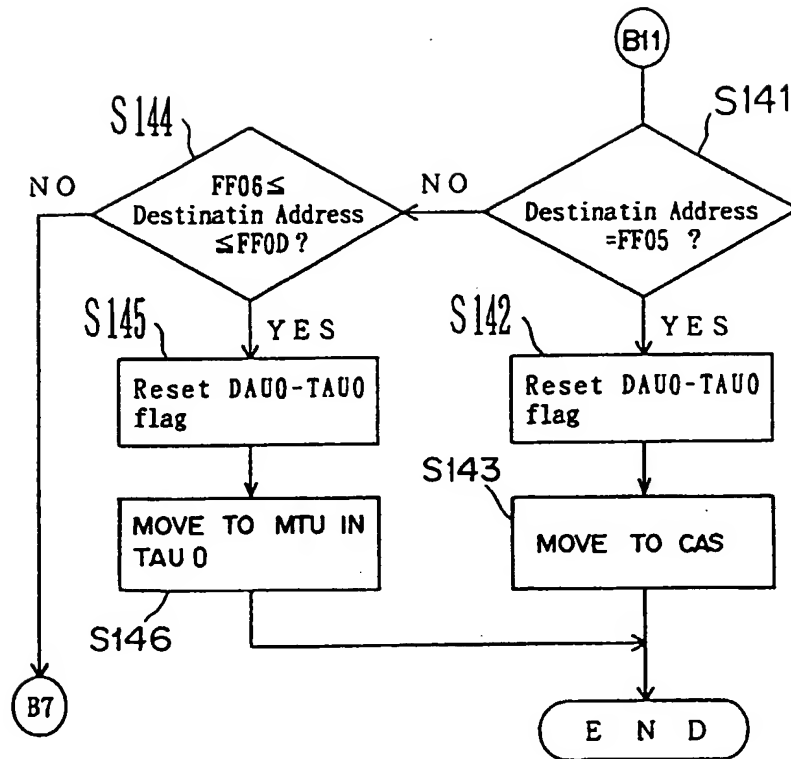 B11
S141
Destinatin Address
=FF05 ?
NO
YES
S144
FF06≦
Destinatin Address
≦FF0D?
NO
YES
S142
Reset DAU0-TAU0
flag
S143
MOVE TO CAS
S145
Reset DAU0-TAU0
flag
MOVE TO MTU IN
TAU 0
S146
B7
END